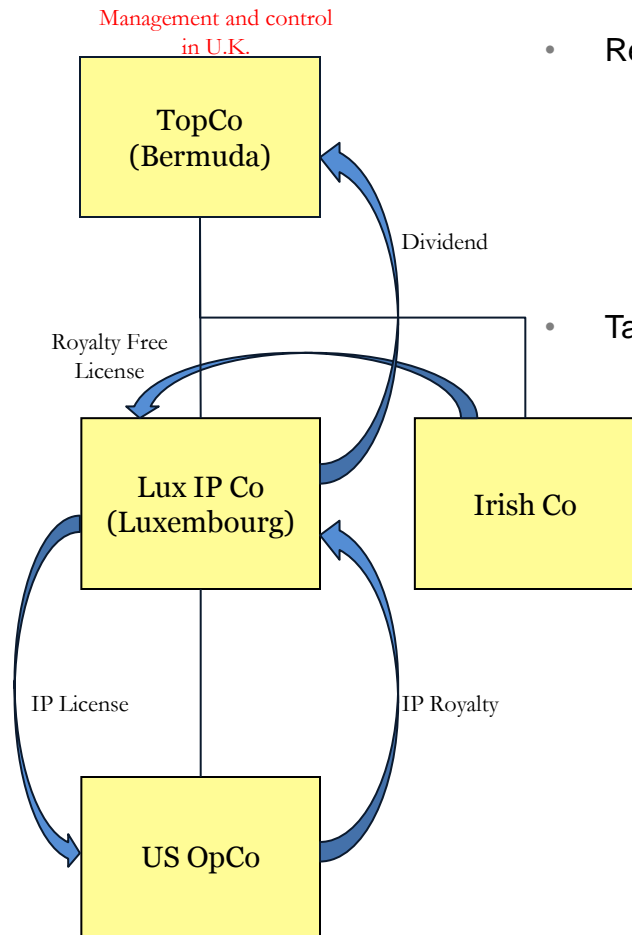 Management and control
in U.K.
TopCo
(Bermuda)
Dividend
Royalty Free
License
Lux IP Co
(Luxembourg)
Irish Co
IP License
IP Royalty
US OpCo